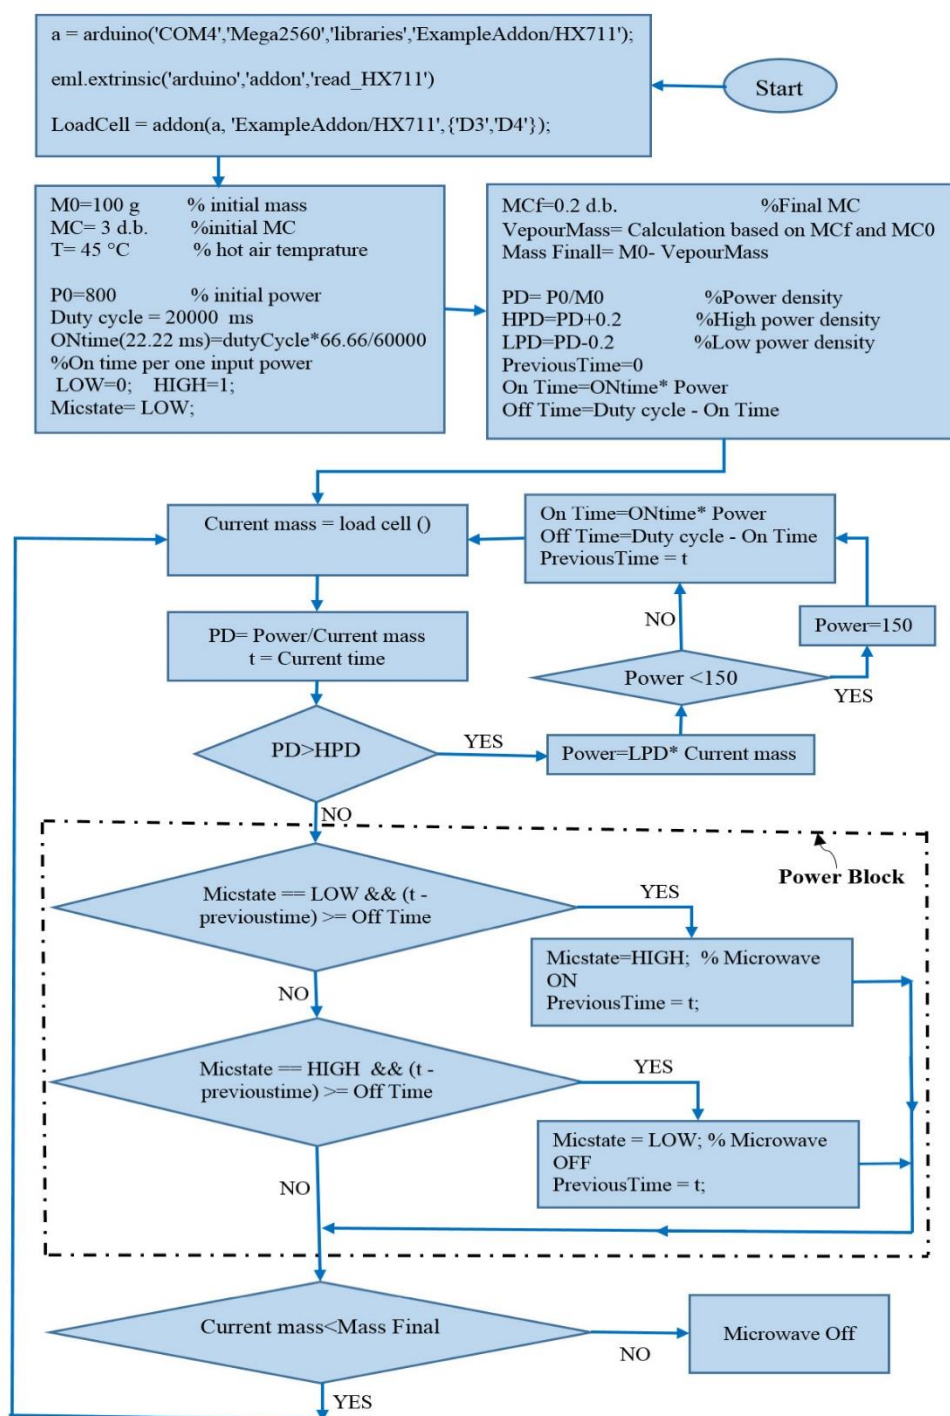 a = arduino('COM4','Mega2560','libraries','ExampleAddon/HX711');
eml.extrinsic('arduino','addon','read_HX711')
LoadCell = addon(a, 'ExampleAddon/HX711',{'D3','D4'});
Start
M0=100 g % initial mass
MC= 3 d.b. %initial MC
T= 45 °C % hot air temprature
P0=800 % initial power
Duty cycle = 20000 ms
ONtime(22.22 ms)=dutyCycle*66.66/60000
%On time per one input power
LOW=0; HIGH=1;
Micstate= LOW;
MCf=0.2 d.b. %Final MC
VepourMass= Calculation based on MCf and MC0
Mass Finall= M0- VepourMass
PD= P0/M0 %Power density
HPD=PD+0.2 %High power density
LPD=PD-0.2 %Low power density
PreviousTime=0
On Time=ONtime* Power
Off Time=Duty cycle - On Time
Current mass = load cell ()
On Time=ONtime* Power
Off Time=Duty cycle - On Time
PreviousTime = t
PD= Power/Current mass
t = Current time
NO
Power=150
Power <150
YES
PD>HPD
YES
Power=LPD* Current mass
NO
Power Block
Micstate == LOW && (t -
previoustime) >= Off Time
YES
Micstate=HIGH; % Microwave
ON
PreviousTime = t;
NO
Micstate == HIGH && (t -
previoustime) >= Off Time
YES
Micstate = LOW; % Microwave
OFF
PreviousTime = t;
NO
Current mass<Mass Final
NO
Microwave Off
YES